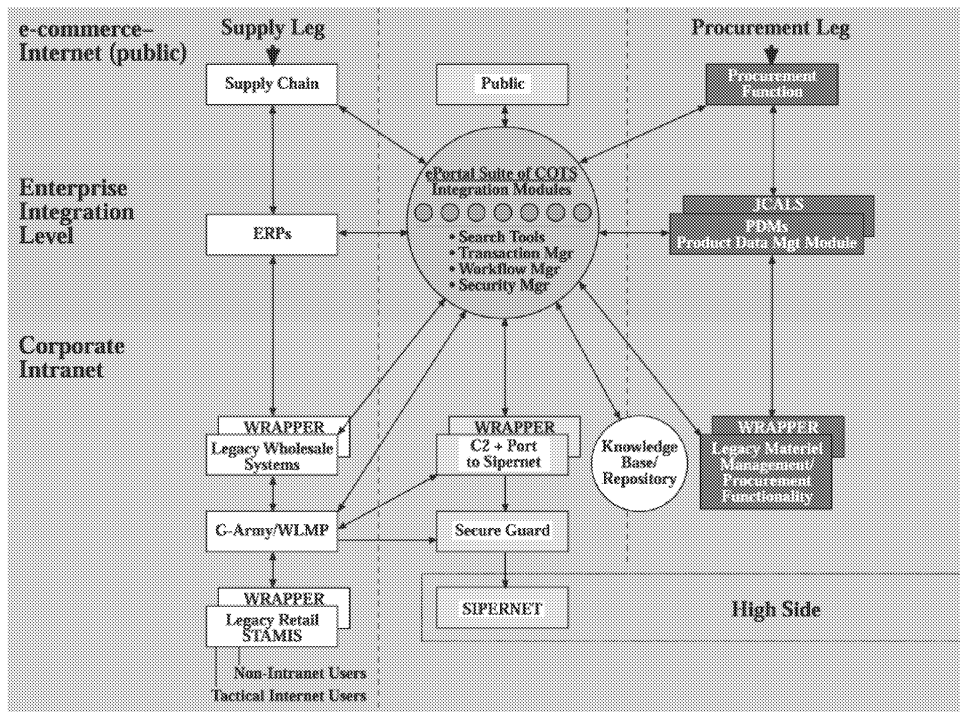 e-commerce–
Internet (public)
Supply Leg
Procurement Leg
Supply Chain
Public
Procurement
Function
ePortal Suite of COTS
Integration Modules
• Search Tools
• Transaction Mgr
• Workflow Mgr
• Security Mgr
Enterprise
Integration
Level
ERPs
JCALS
PDMs
Product Data Mgt Module
Corporate
Intranet
WRAPPER
Legacy Wholesale
Systems
WRAPPER
C2 + Port
to Sipernet
Knowledge
Base/
Repository
WRAPPER
Legacy Materiel
Management/
Procurement
Functionality
G-Army/WLMP
Secure Guard
WRAPPER
Legacy Retail
STAMIS
SIPERNET
High Side
Non-Intranet Users
Tactical Internet Users